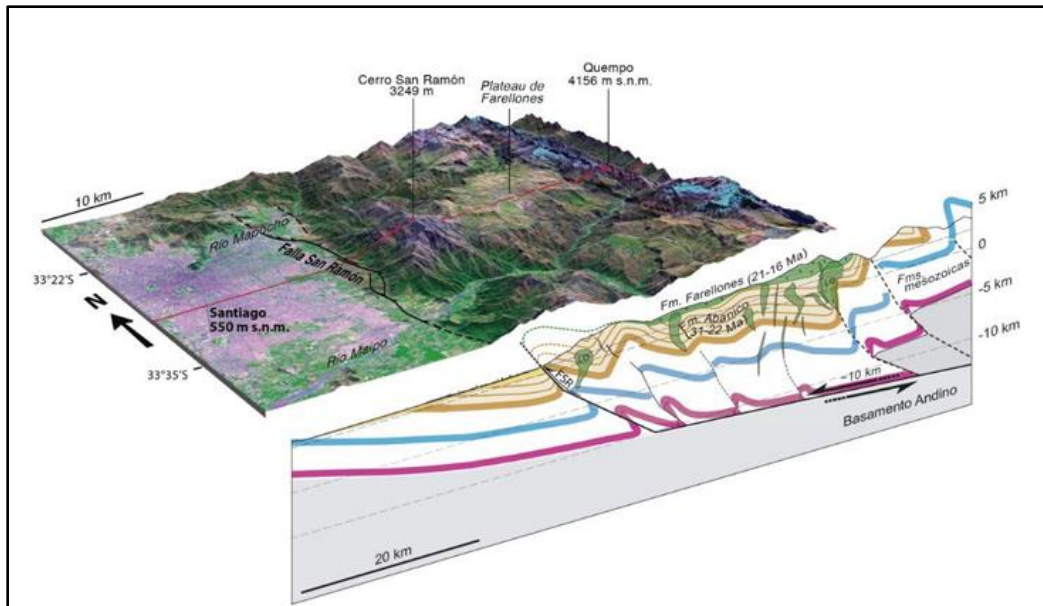 Quempo
4156 m s.n.m.
Cerro San Ramón
3249 m
Plateau de
Farellones
10 km
Río Mapocho
Falla San Ramón
33°22'S
N
Santiago
550 m s.n.m.
Río Maipo
33°35'S
5 km
0
-5 km
-10 km
Fm. Farellones (21-16 Ma)
Fms.
mesozoicas
Fm. Abanico
(31-22 Ma)
FSR
~10 km
Basamento Andino
20 km